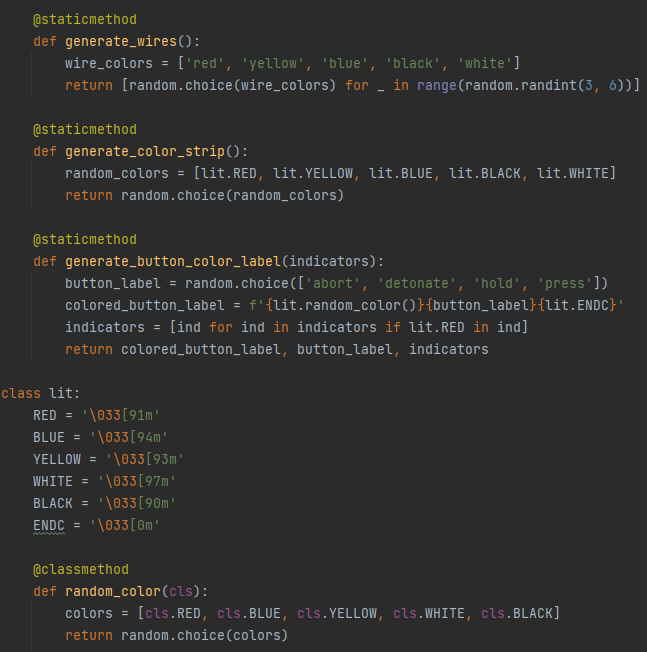 @staticmethod
    def generate_wires():
        wire_colors = ['red', 'yellow', 'blue', 'black', 'white']
        return [random.choice(wire_colors) for _ in range(random.randint(3, 6))]

    @staticmethod
    def generate_color_strip():
        random_colors = [lit.RED, lit.YELLOW, lit.BLUE, lit.BLACK, lit.WHITE]
        return random.choice(random_colors)

    @staticmethod
    def generate_button_color_label(indicators):
        button_label = random.choice(['abort', 'detonate', 'hold', 'press'])
        colored_button_label = f'{lit.random_color()}{button_label}{lit.ENDC}'
        indicators = [ind for ind in indicators if lit.RED in ind]
        return colored_button_label, button_label, indicators

class lit:
    RED = '\033[91m'
    BLUE = '\033[94m'
    YELLOW = '\033[93m'
    WHITE = '\033[97m'
    BLACK = '\033[90m'
    ENDC = '\033[0m'

    @classmethod
    def random_color(cls):
        colors = [cls.RED, cls.BLUE, cls.YELLOW, cls.WHITE, cls.BLACK]
        return random.choice(colors)